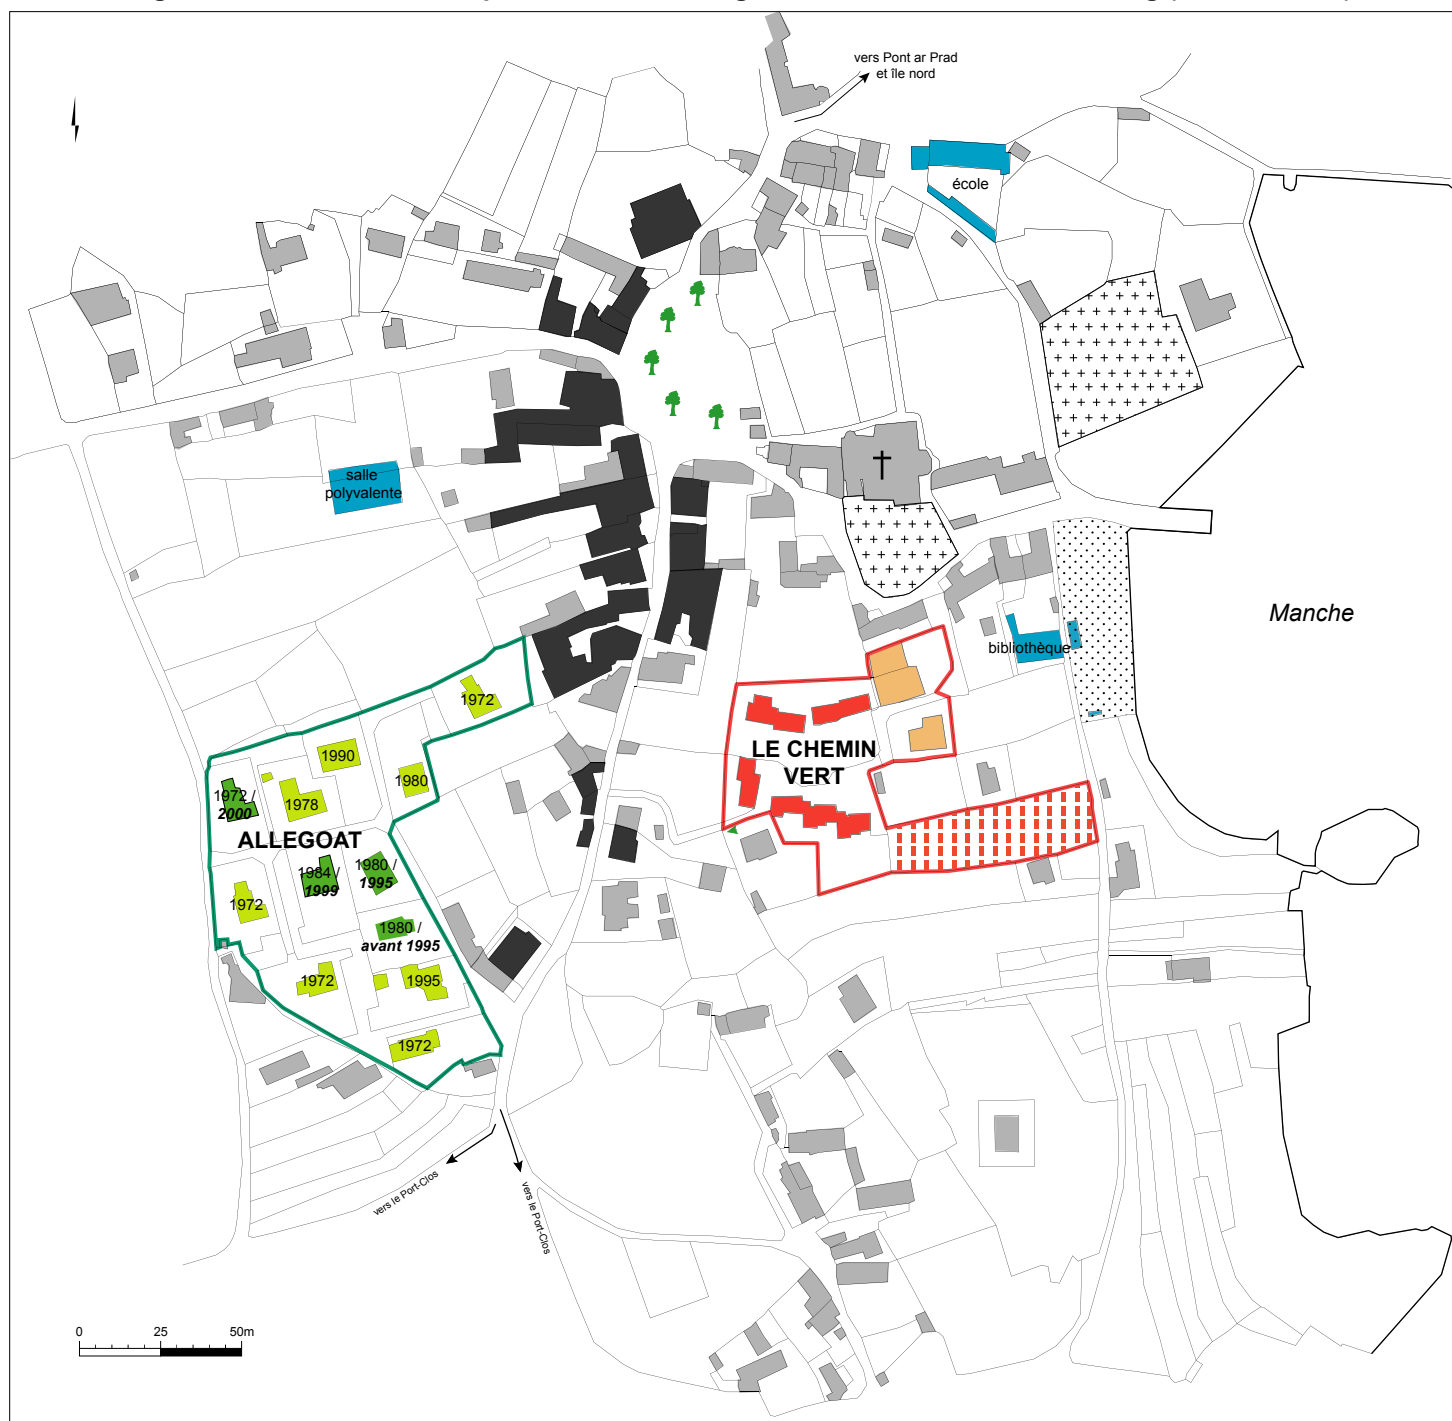 vers Pont ar Prad
et île nord
école
salle
polyvalente
Manche
bibliothèque
1972
LE CHEMIN
VERT
1990
1980
1972 /
2000
1978
ALLEGOAT
1984 /
1999
1980 /
1995
1972
1980 /
avant 1995
1972
1995
1972
vers le Port-Clos
vers le Port-Clos
0 25 50m